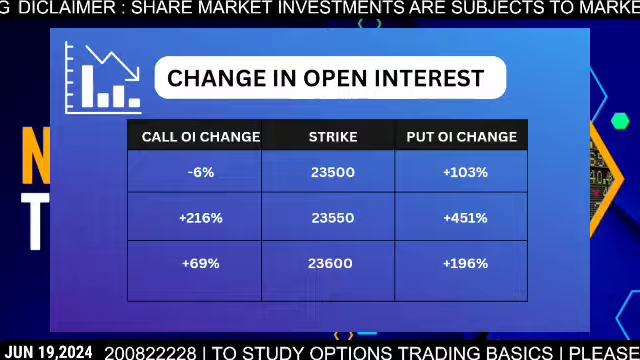 G DICLAIMER : SHARE MARKET INVESTMENTS ARE SUBJECTS TO MARKE
CHANGE IN OPEN INTEREST
CALL OI CHANGE STRIKE PUT OI CHANGE
-6% 23500 +103%
+216% 23550 +451%
+69% 23600 +196%
N
T
JUN 19,2024 200822228 | TO STUDY OPTIONS TRADING BASICS | PLEAS